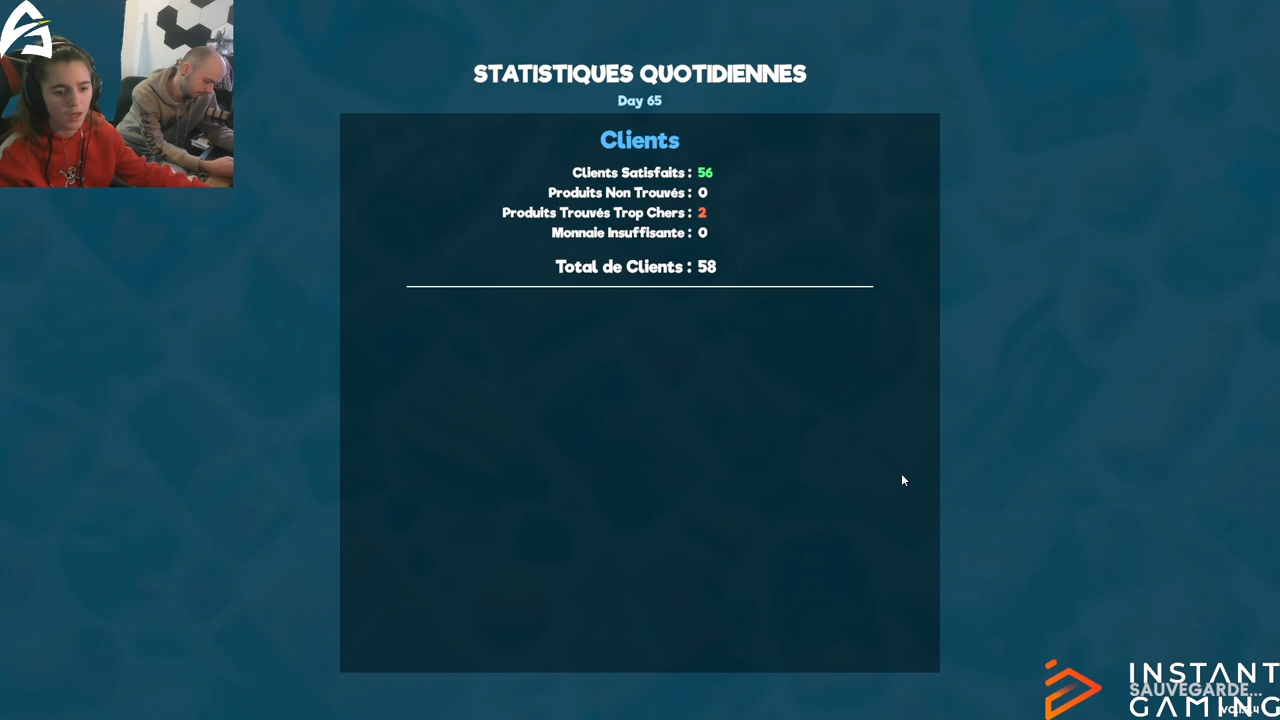 STATISTIQUES QUOTIDIENNES
Day 65
Clients
Clients Satisfaits : 56
Produits Non Trouvés : 0
Produits Trouvés Trop Chers : 2
Monnaie Insuffisante : 0
Total de Clients : 58
INSTANT
SAUVEGARDE...
GAMING